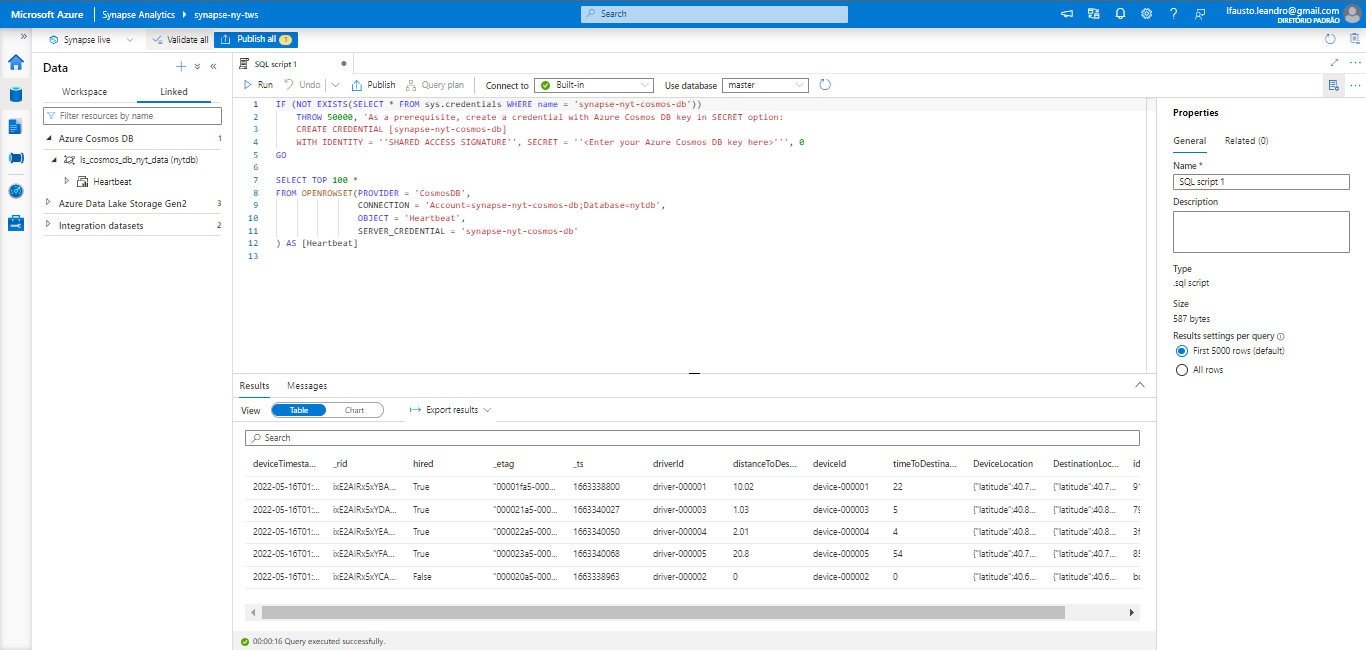 Microsoft Azure
Synapse Analytics
synapse-ny-tws
Search
lfausto.leandro@gmail.com
DIRETÓRIO PADRÃO
Synapse live
Validate all
Publish all
1
Data
Workspace
Linked
Filter resources by name
Azure Cosmos DB 1
ls_cosmos_db_nyt_data (nytdb)
Heartbeat
Azure Data Lake Storage Gen2 3
Integration datasets 2
SQL script 1
Run
Undo
Publish
Query plan
Connect to
Built-in
Use database
master
1 IF (NOT EXISTS(SELECT * FROM sys.credentials WHERE name = 'synapse-nyt-cosmos-db'))
2 THROW 50000, 'As a prerequisite, create a credential with Azure Cosmos DB key in SECRET option:
3 CREATE CREDENTIAL [synapse-nyt-cosmos-db]
4 WITH IDENTITY = ''SHARED ACCESS SIGNATURE'', SECRET = ''<Enter your Azure Cosmos DB key here>''', 0
5 GO
6
7 SELECT TOP 100 *
8 FROM OPENROWSET(PROVIDER = 'CosmosDB',
9 CONNECTION = 'Account=synapse-nyt-cosmos-db;Database=nytdb',
10 OBJECT = 'Heartbeat',
11 SERVER_CREDENTIAL = 'synapse-nyt-cosmos-db'
12 ) AS [Heartbeat]
13
Properties
General
Related (0)
Name *
SQL script 1
Description
Type
.sql script
Size
587 bytes
Results settings per query
First 5000 rows (default)
All rows
Results
Messages
View
Table
Chart
Export results
Search
deviceTimesta... _rid hired _etag _ts driverId distanceToDes... deviceId timeToDestina... DeviceLocation DestinationLoc... id
2022-05-16T01:... ixE2AIRx5xYBA... True "00001fa5-000... 1663338800 driver-000001 10.02 device-000001 22 {"latitude":40.7... {"latitude":40.7...
2022-05-16T01:... ixE2AIRx5xYDA... True "000021a5-000... 1663340027 driver-000003 1.03 device-000003 5 {"latitude":40.8... {"latitude":40.8...
2022-05-16T01:... ixE2AIRx5xYEA... True "000022a5-000... 1663340050 driver-000004 2.01 device-000004 4 {"latitude":40.8... {"latitude":40.8...
2022-05-16T01:... ixE2AIRx5xYFA... True "000023a5-000... 1663340068 driver-000005 20.8 device-000005 54 {"latitude":40.7... {"latitude":40.7...
2022-05-16T01:... ixE2AIRx5xYCA... False "000020a5-000... 1663338963 driver-000002 0 device-000002 0 {"latitude":40.6... {"latitude":40.6...
00:00:16 Query executed successfully.